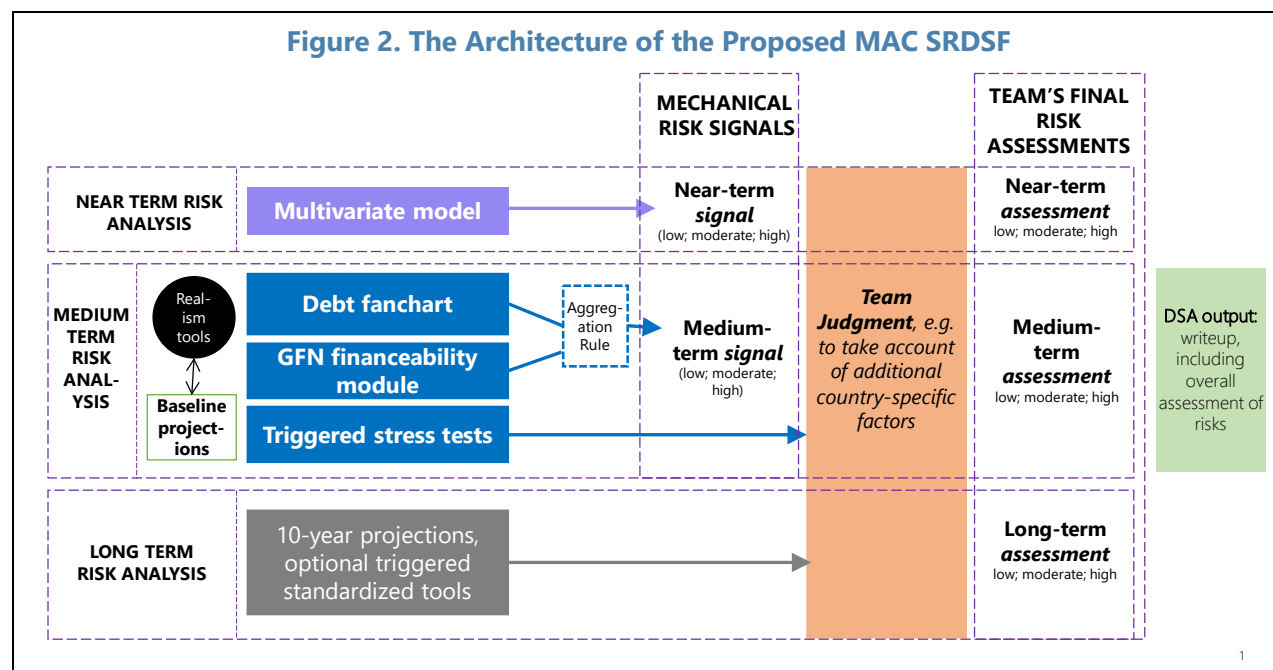 Figure 2. The Architecture of the Proposed MAC SRDSF
MECHANICAL
RISK SIGNALS
TEAM’S FINAL
RISK
ASSESSMENTS
NEAR TERM RISK
ANALYSIS
Multivariate model
Near-term
signal
(low; moderate; high)
Near-term
assessment
low; moderate; high
MEDIUM
TERM
RISK
ANAL-
YSIS
Real-
ism
tools
Baseline
project-
ions
Debt fanchart
GFN financeability
module
Triggered stress tests
Aggreg-
ation
Rule
Medium-
term signal
(low; moderate;
high)
Team
Judgment, e.g.
to take account
of additional
country-specific
factors
Medium-
term
assessment
low; moderate; high
DSA output:
writeup,
including
overall
assessment of
risks
LONG TERM
RISK ANALYSIS
10-year projections,
optional triggered
standardized tools
Long-term
assessment
low; moderate; high
1